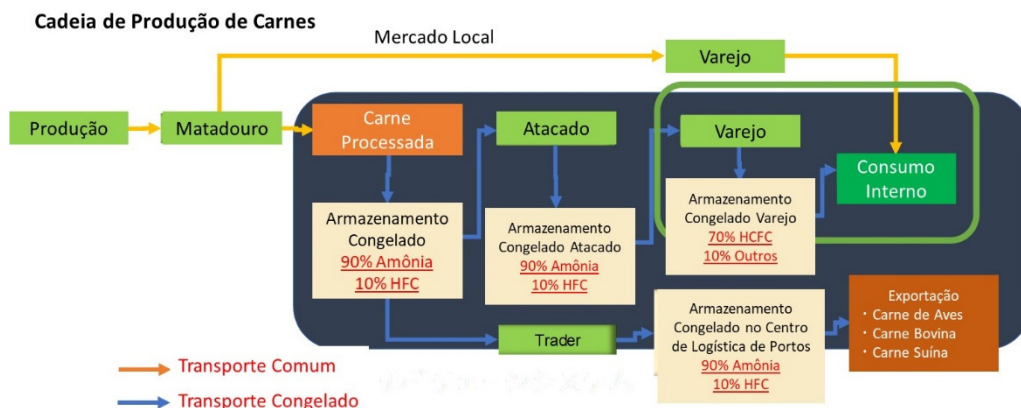 Cadeia de Produção de Carnes
Mercado Local
Varejo
Produção
Matadouro
Carne
Processada
Atacado
Varejo
Consumo
Interno
Armazenamento
Congelado
90% Amônia
10% HFC
Armazenamento
Congelado Atacado
90% Amônia
10% HFC
Armazenamento
Congelado Varejo
70% HCFC
10% Outros
Trader
Armazenamento
Congelado no Centro
de Logística de Portos
90% Amônia
10% HFC
Exportação
· Carne de Aves
· Carne Bovina
· Carne Suína
Transporte Comum
Transporte Congelado